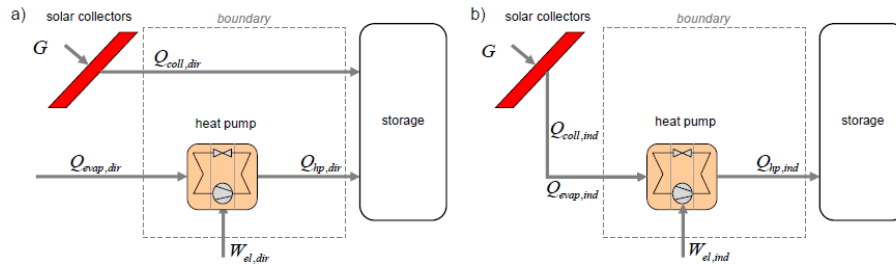 a)
solar collectors
boundary
G
Q_coll,dir
heat pump
storage
Q_evap,dir
Q_hp,dir
W_el,dir
b)
solar collectors
boundary
G
Q_coll,ind
heat pump
storage
Q_evap,ind
Q_hp,ind
W_el,ind